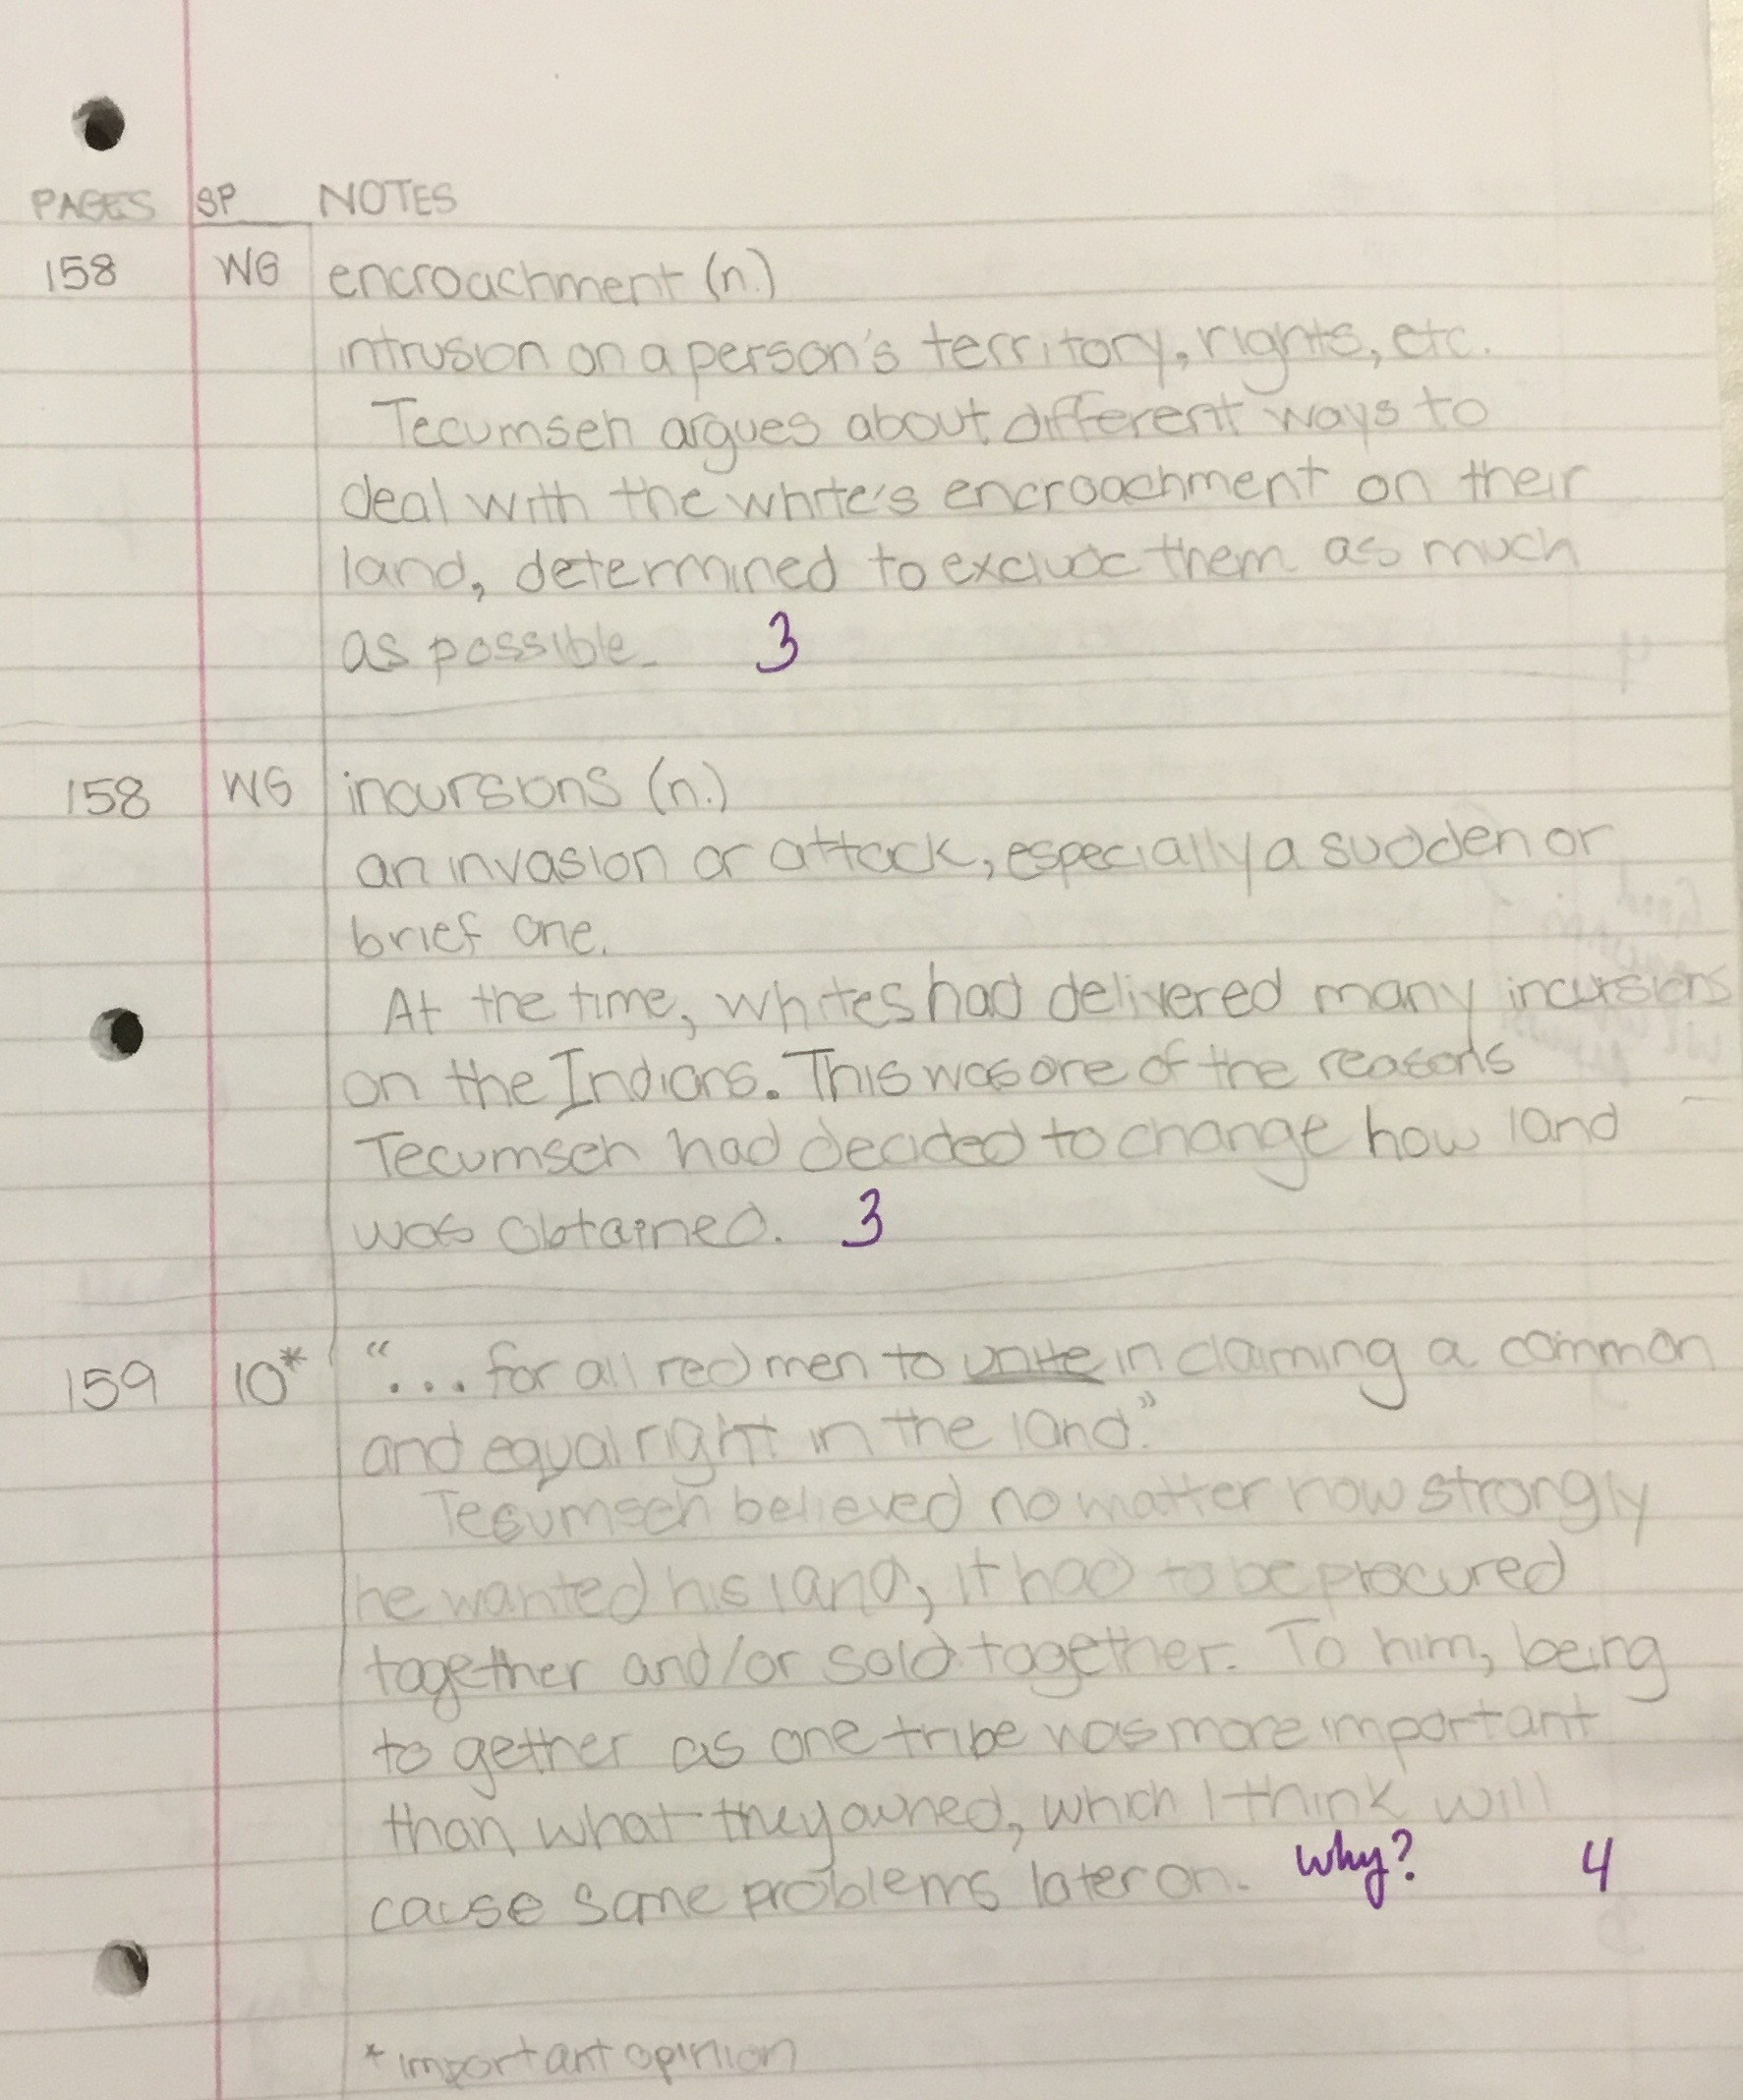 PAGES SP NOTES
158 WG encroachment (n.)
intrusion on a person's territory, rights, etc.
Tecumseh argues about different ways to
deal with the white's encroachment on their
land, determined to exclude them as much
as possible. 3
158 WG incursions (n.)
an invasion or attack, especially a sudden or
brief one.
At the time, whites had delivered many incursions
on the Indians. This was one of the reasons
Tecumseh had decided to change how land
was obtained. 3
159 10* "... for all red men to unite in claiming a common
and equal right in the land."
Tecumseh believed no matter how strongly
he wanted his land, it had to be procured
together and/or sold together. To him, being
together as one tribe was more important
than what they owned, which I think will
cause some problems later on. why? 4
* important opinion